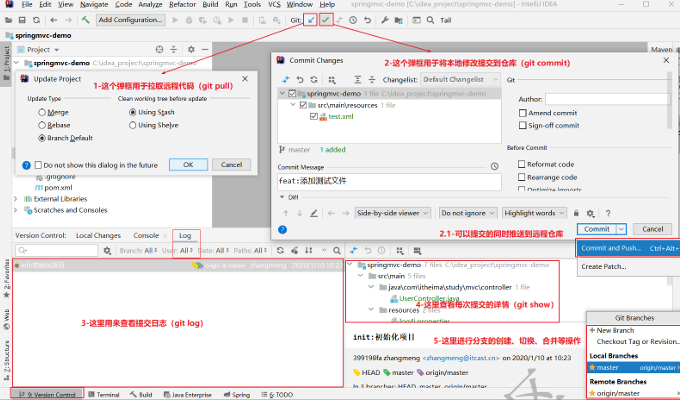 springmvc-demo [C:\idea_project\springmvc-demo] - IntelliJ IDEA
File Edit View Navigate Code Analyze Refactor Build Run Tools VCS Window Help
Add Configuration...
Git:
Tail
springmvc-demo
1: Project
Project
Maven
springmvc-demo C:\idea_project\springmvc-demo
Update Project
1-这个弹框用于拉取远程代码（git pull）
Update Type
Clean working tree before update
Merge
Using Stash
Rebase
Using Shelve
Branch Default
Do not show this dialog in the future
OK
Cancel
.gitignore
pom.xml
External Libraries
Scratches and Consoles
2-这个弹框用于将本地修改提交到仓库（git commit）
Commit Changes
Changelist:
Default Changelist
Git
springmvc-demo 1 file C:\idea_project\springmvc-demo
src\main\resources 1 file
test.xml
Author:
Amend commit
Sign-off commit
master
1 added
Before Commit
Commit Message
Reformat code
Rearrange code
Optimize imports
feat:添加测试文件
Diff
Side-by-side viewer
Do not ignore
Highlight words
2.1-可以提交的同时推送到远程仓库
Commit
Cancel
Commit and Push... Ctrl+Alt+
Create Patch...
Version Control:
Local Changes
Console
Log
Branch: All
User: All
Date: All
Paths: All
init:初始化项目
origin & master
zhangmeng
2020/1/10 10:23
3-这里用来查看提交日志（git log）
springmvc-demo 5 files
src\main 5 files
java\com\itheima\study\mvc\controller 1 file
UserController.java
4-这里查看每次提交的详情（git show）
resources 2 files
log4j.properties
init:初始化项目
5-这里进行分支的创建、切换、合并等操作
399198fa zhangmeng <zhangmeng@itcast.cn> on 2020/1/10 at 10:23
HEAD
master
origin/master
In 3 branches: HEAD, master, origin/master
Git Branches
New Branch
Checkout Tag or Revision...
Local Branches
master
origin/master
Remote Branches
origin/master
2: Favorites
Web
7: Structure
9: Version Control
Terminal
Build
Java Enterprise
Spring
6: TODO